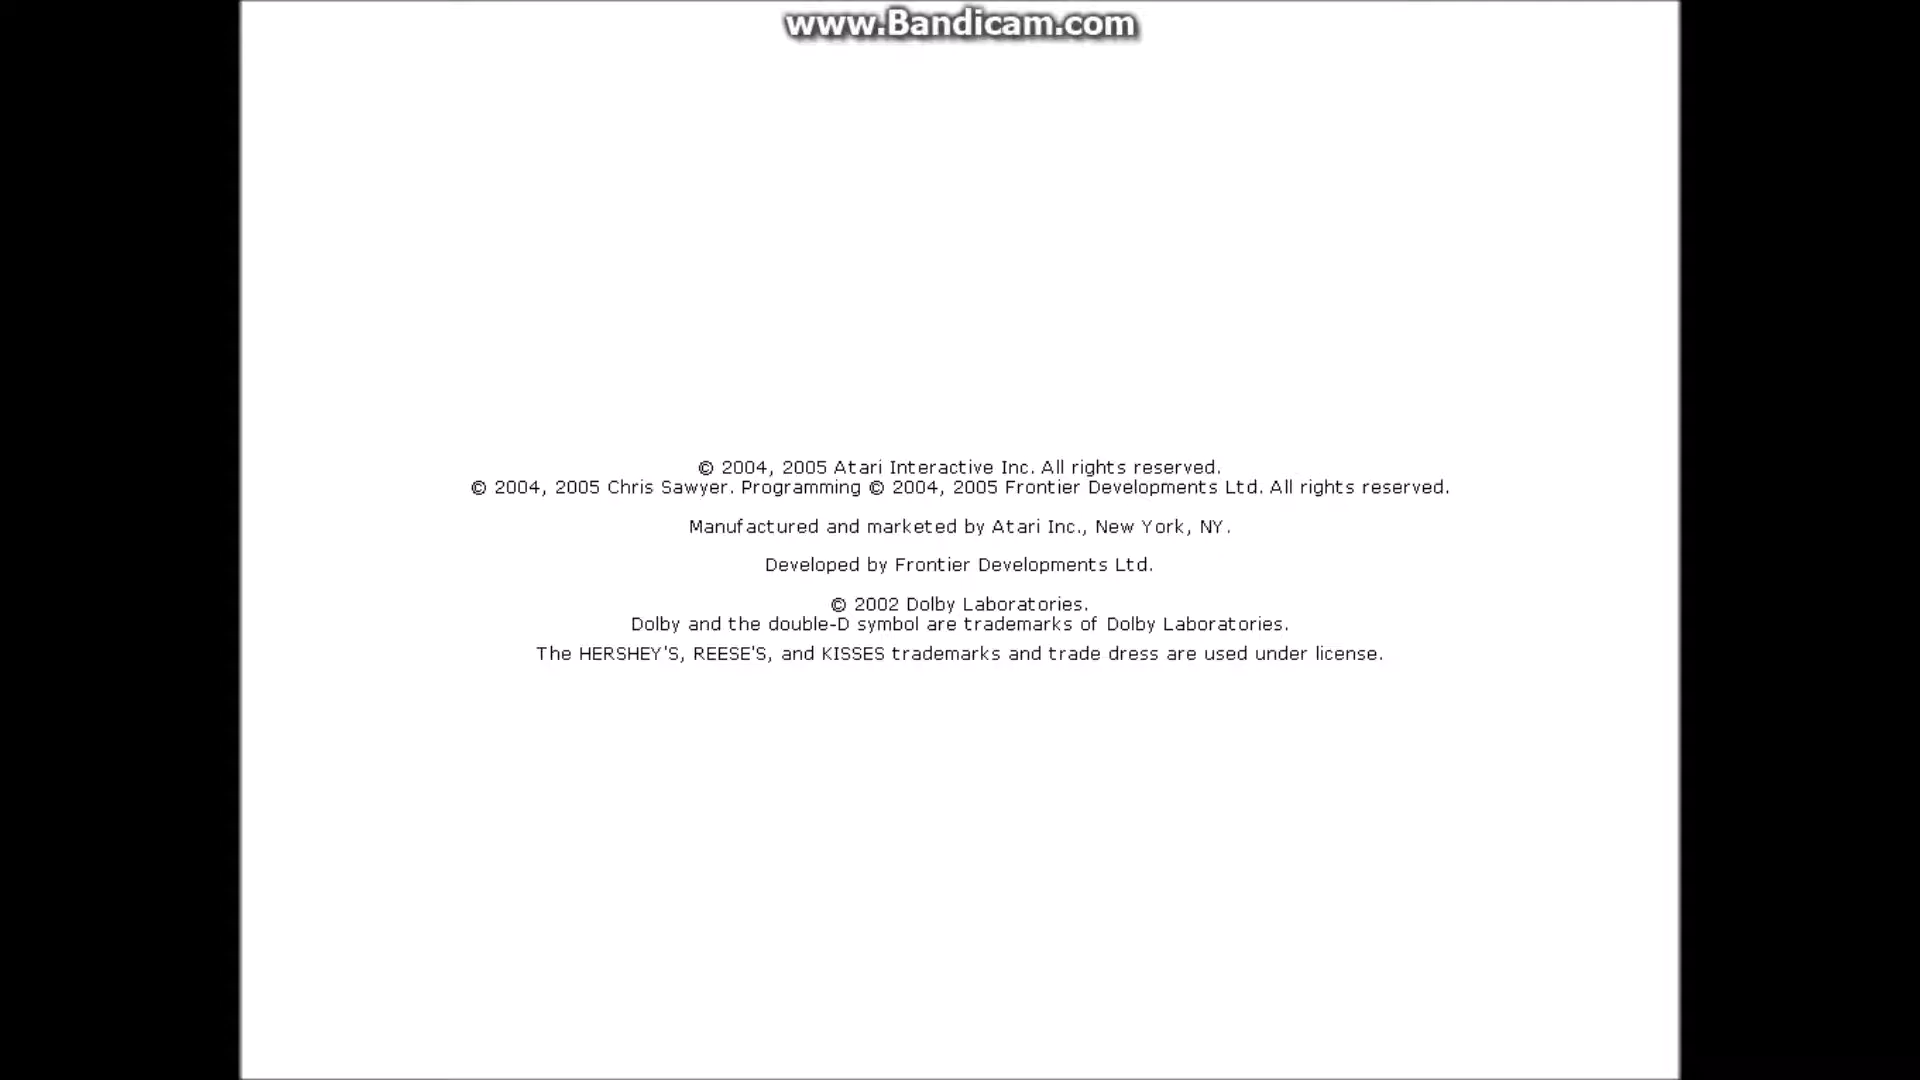 www.Bandicam.com
© 2004, 2005 Atari Interactive Inc. All rights reserved.
© 2004, 2005 Chris Sawyer. Programming © 2004, 2005 Frontier Developments Ltd. All rights reserved.
Manufactured and marketed by Atari Inc., New York, NY.
Developed by Frontier Developments Ltd.
© 2002 Dolby Laboratories.
Dolby and the double-D symbol are trademarks of Dolby Laboratories.
The HERSHEY'S, REESE'S, and KISSES trademarks and trade dress are used under license.